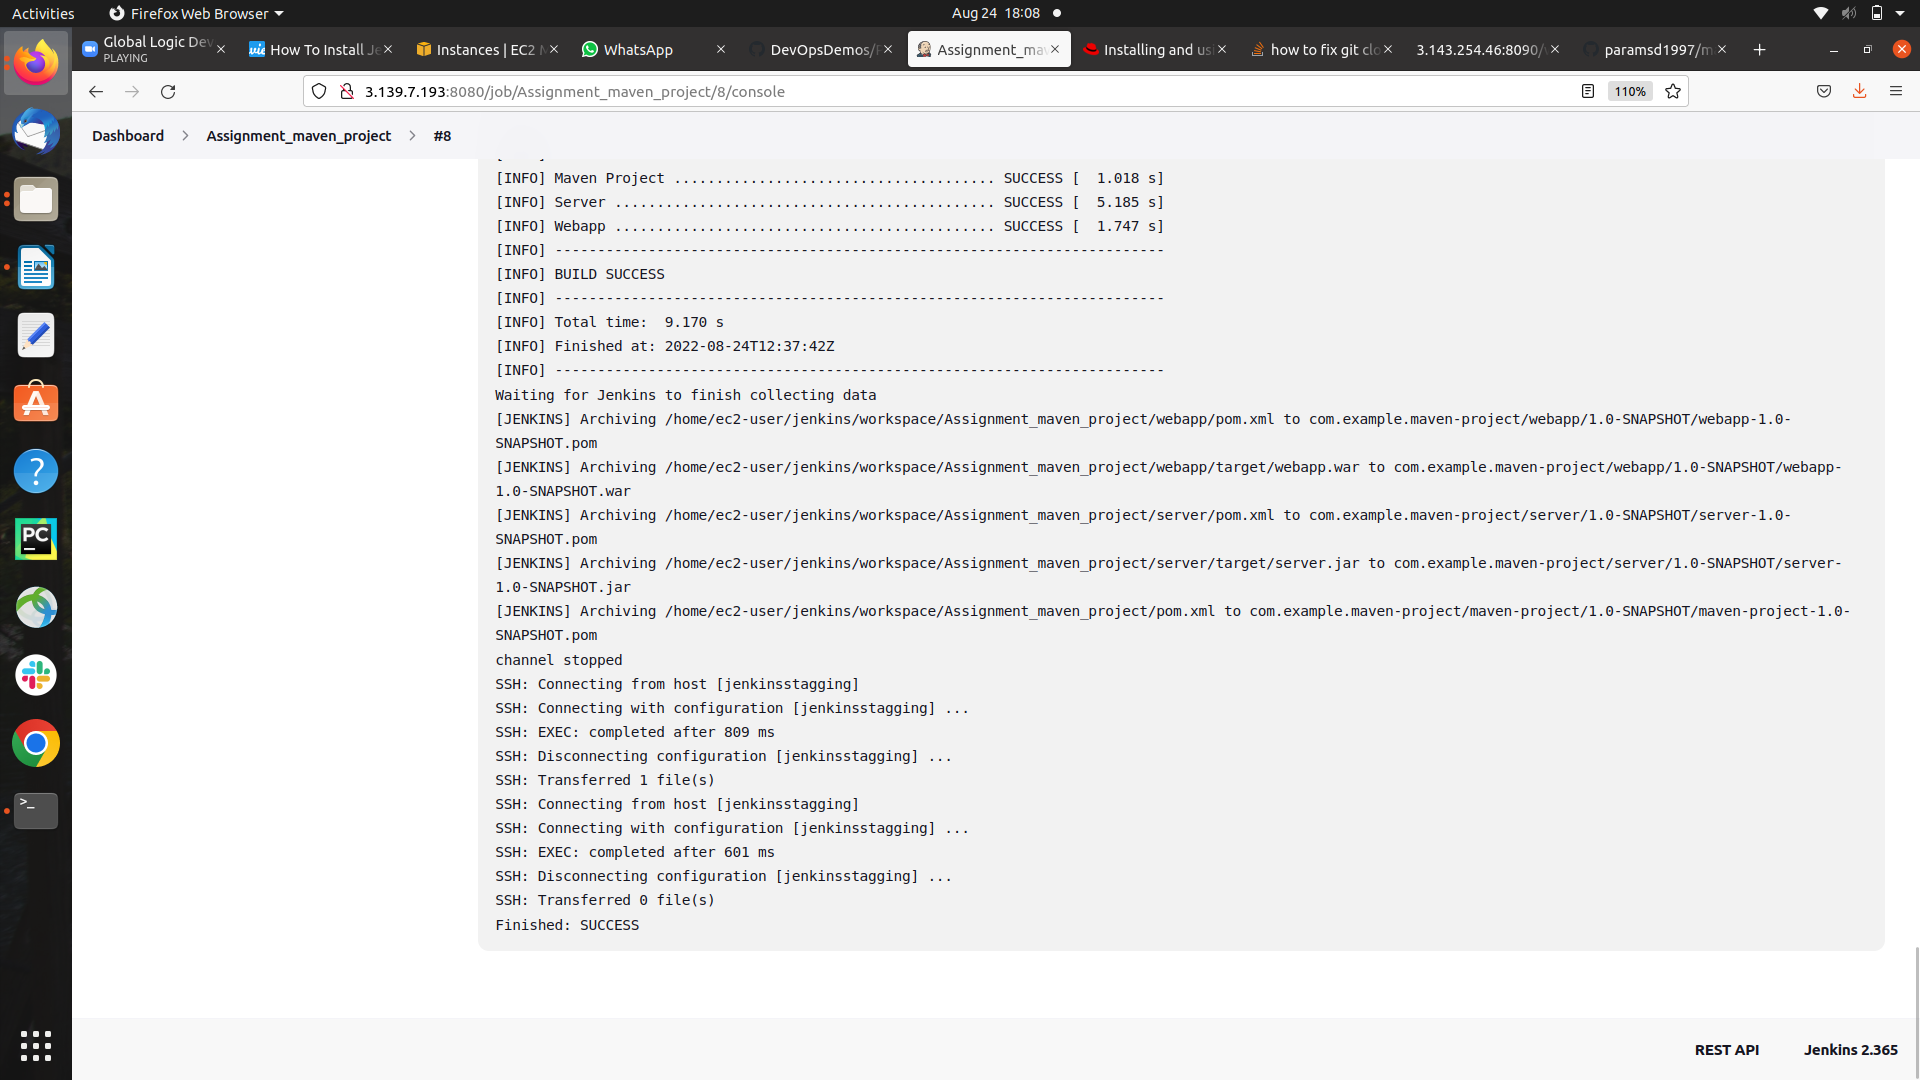 Activities Firefox Web Browser Aug 24 18:08
Global Logic Dev
PLAYING
How To Install Je
Instances | EC2 M
WhatsApp
DevOpsDemos/
Assignment_mav
Installing and usi
how to fix git clo
3.143.254.46:8090/
paramsd1997/m
3.139.7.193:8080/job/Assignment_maven_project/8/console 110%
Dashboard Assignment_maven_project #8
[INFO] Maven Project ...................................... SUCCESS [  1.018 s]
[INFO] Server ............................................. SUCCESS [  5.185 s]
[INFO] Webapp ............................................. SUCCESS [  1.747 s]
[INFO] ------------------------------------------------------------------------
[INFO] BUILD SUCCESS
[INFO] ------------------------------------------------------------------------
[INFO] Total time:  9.170 s
[INFO] Finished at: 2022-08-24T12:37:42Z
[INFO] ------------------------------------------------------------------------
Waiting for Jenkins to finish collecting data
[JENKINS] Archiving /home/ec2-user/jenkins/workspace/Assignment_maven_project/webapp/pom.xml to com.example.maven-project/webapp/1.0-SNAPSHOT/webapp-1.0-
SNAPSHOT.pom
[JENKINS] Archiving /home/ec2-user/jenkins/workspace/Assignment_maven_project/webapp/target/webapp.war to com.example.maven-project/webapp/1.0-SNAPSHOT/webapp-
1.0-SNAPSHOT.war
[JENKINS] Archiving /home/ec2-user/jenkins/workspace/Assignment_maven_project/server/pom.xml to com.example.maven-project/server/1.0-SNAPSHOT/server-1.0-
SNAPSHOT.pom
[JENKINS] Archiving /home/ec2-user/jenkins/workspace/Assignment_maven_project/server/target/server.jar to com.example.maven-project/server/1.0-SNAPSHOT/server-
1.0-SNAPSHOT.jar
[JENKINS] Archiving /home/ec2-user/jenkins/workspace/Assignment_maven_project/pom.xml to com.example.maven-project/maven-project/1.0-SNAPSHOT/maven-project-1.0-
SNAPSHOT.pom
channel stopped
SSH: Connecting from host [jenkinsstagging]
SSH: Connecting with configuration [jenkinsstagging] ...
SSH: EXEC: completed after 809 ms
SSH: Disconnecting configuration [jenkinsstagging] ...
SSH: Transferred 1 file(s)
SSH: Connecting from host [jenkinsstagging]
SSH: Connecting with configuration [jenkinsstagging] ...
SSH: EXEC: completed after 601 ms
SSH: Disconnecting configuration [jenkinsstagging] ...
SSH: Transferred 0 file(s)
Finished: SUCCESS
REST API Jenkins 2.365